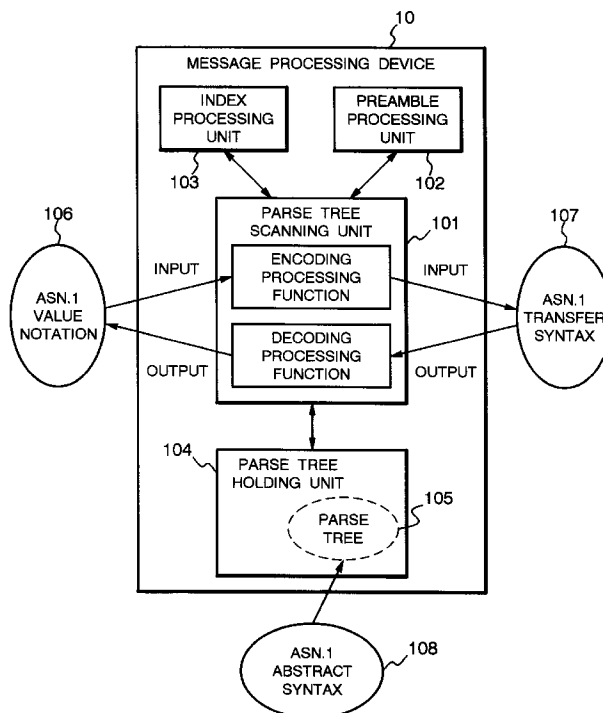 10
MESSAGE PROCESSING DEVICE
INDEX
PROCESSING
UNIT
103
PREAMBLE
PROCESSING
UNIT
102
PARSE TREE
SCANNING UNIT
101
ENCODING
PROCESSING
FUNCTION
DECODING
PROCESSING
FUNCTION
106
ASN.1
VALUE
NOTATION
INPUT
OUTPUT
INPUT
OUTPUT
107
ASN.1
TRANSFER
SYNTAX
104
PARSE TREE
HOLDING UNIT
105
PARSE
TREE
ASN.1
ABSTRACT
SYNTAX
108